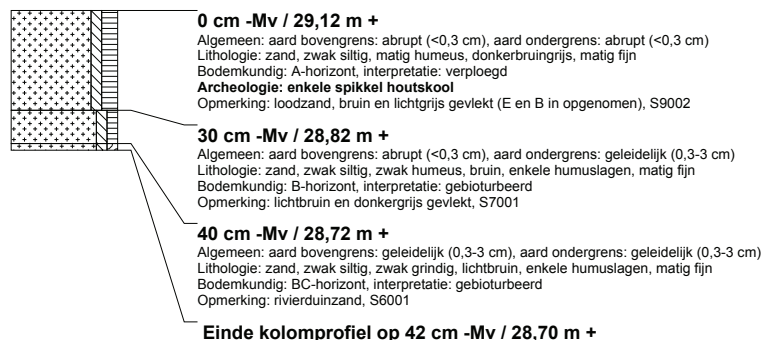 0 cm -Mv / 29,12 m +
Algemeen: aard bovengrens: abrupt (<0,3 cm), aard ondergrens: abrupt (<0,3 cm)
Lithologie: zand, zwak siltig, matig humeus, donkerbruingrijs, matig fijn
Bodemkundig: A-horizont, interpretatie: verploegd
Archeologie: enkele spikkel houtskool
Opmerking: loodzand, bruin en lichtgrijs gevlekt (E en B in opgenomen), S9002
30 cm -Mv / 28,82 m +
Algemeen: aard bovengrens: abrupt (<0,3 cm), aard ondergrens: geleidelijk (0,3-3 cm)
Lithologie: zand, zwak siltig, zwak humeus, bruin, enkele humuslagen, matig fijn
Bodemkundig: B-horizont, interpretatie: gebioturbeerd
Opmerking: lichtbruin en donkergrijs gevlekt, S7001
40 cm -Mv / 28,72 m +
Algemeen: aard bovengrens: geleidelijk (0,3-3 cm), aard ondergrens: geleidelijk (0,3-3 cm)
Lithologie: zand, zwak siltig, zwak grindig, lichtbruin, enkele humuslagen, matig fijn
Bodemkundig: BC-horizont, interpretatie: gebioturbeerd
Opmerking: rivierduinzand, S6001
Einde kolomprofiel op 42 cm -Mv / 28,70 m +